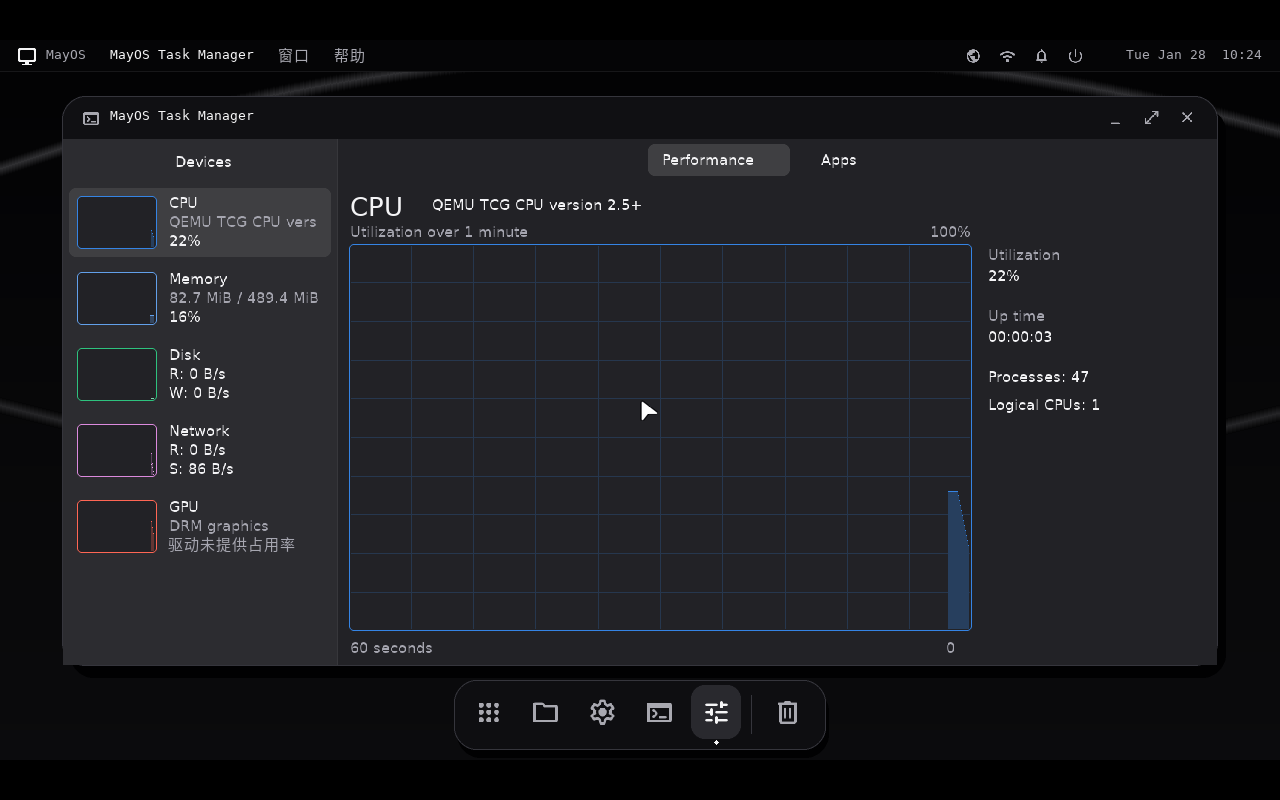 MayOS MayOS Task Manager 窗口 帮助 Tue Jan 28 10:24
MayOS Task Manager
Devices
CPU
QEMU TCG CPU vers
22%
Memory
82.7 MiB / 489.4 MiB
16%
Disk
R: 0 B/s
W: 0 B/s
Network
R: 0 B/s
S: 86 B/s
GPU
DRM graphics
驱动未提供占用率
Performance Apps
CPU QEMU TCG CPU version 2.5+
Utilization over 1 minute 100%
60 seconds 0
Utilization
22%
Up time
00:00:03
Processes: 47
Logical CPUs: 1